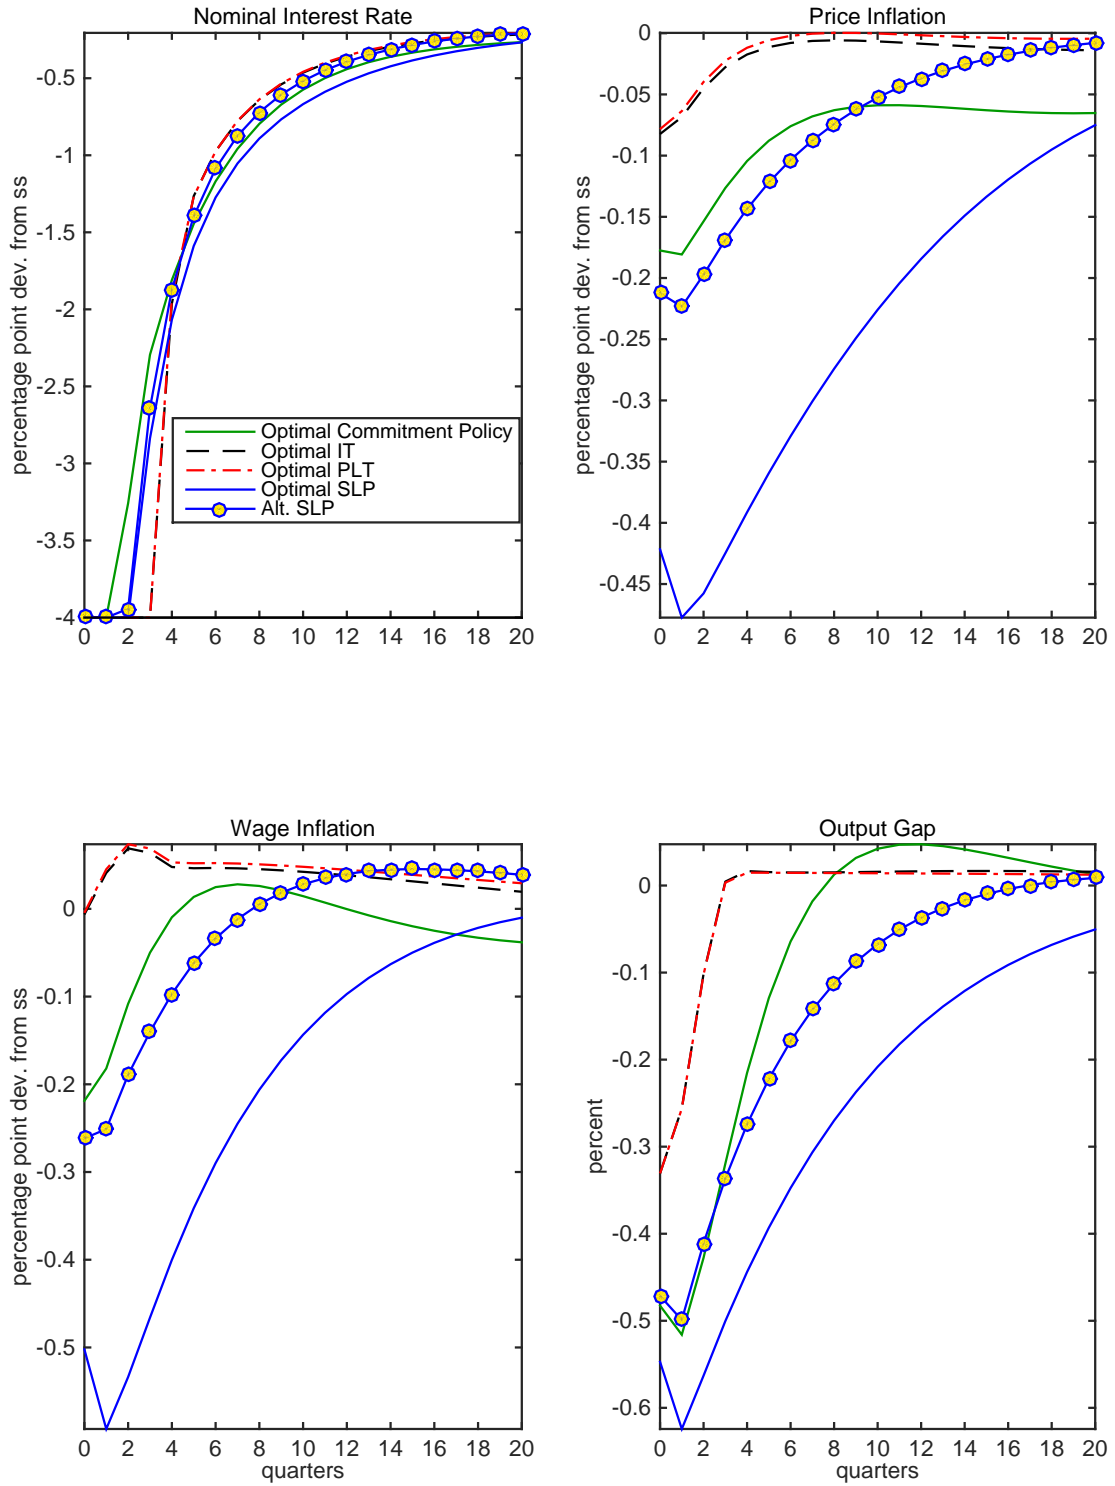 Nominal Interest Rate
percentage point dev. from ss
-0.5
-1
-1.5
-2
-2.5
-3
-3.5
-4
0 2 4 6 8 10 12 14 16 18 20
Optimal Commitment Policy
Optimal IT
Optimal PLT
Optimal SLP
Alt. SLP
Price Inflation
percentage point dev. from ss
0
-0.05
-0.1
-0.15
-0.2
-0.25
-0.3
-0.35
-0.4
-0.45
0 2 4 6 8 10 12 14 16 18 20
Wage Inflation
percentage point dev. from ss
0
-0.1
-0.2
-0.3
-0.4
-0.5
0 2 4 6 8 10 12 14 16 18 20
quarters
Output Gap
percent
0
-0.1
-0.2
-0.3
-0.4
-0.5
-0.6
0 2 4 6 8 10 12 14 16 18 20
quarters